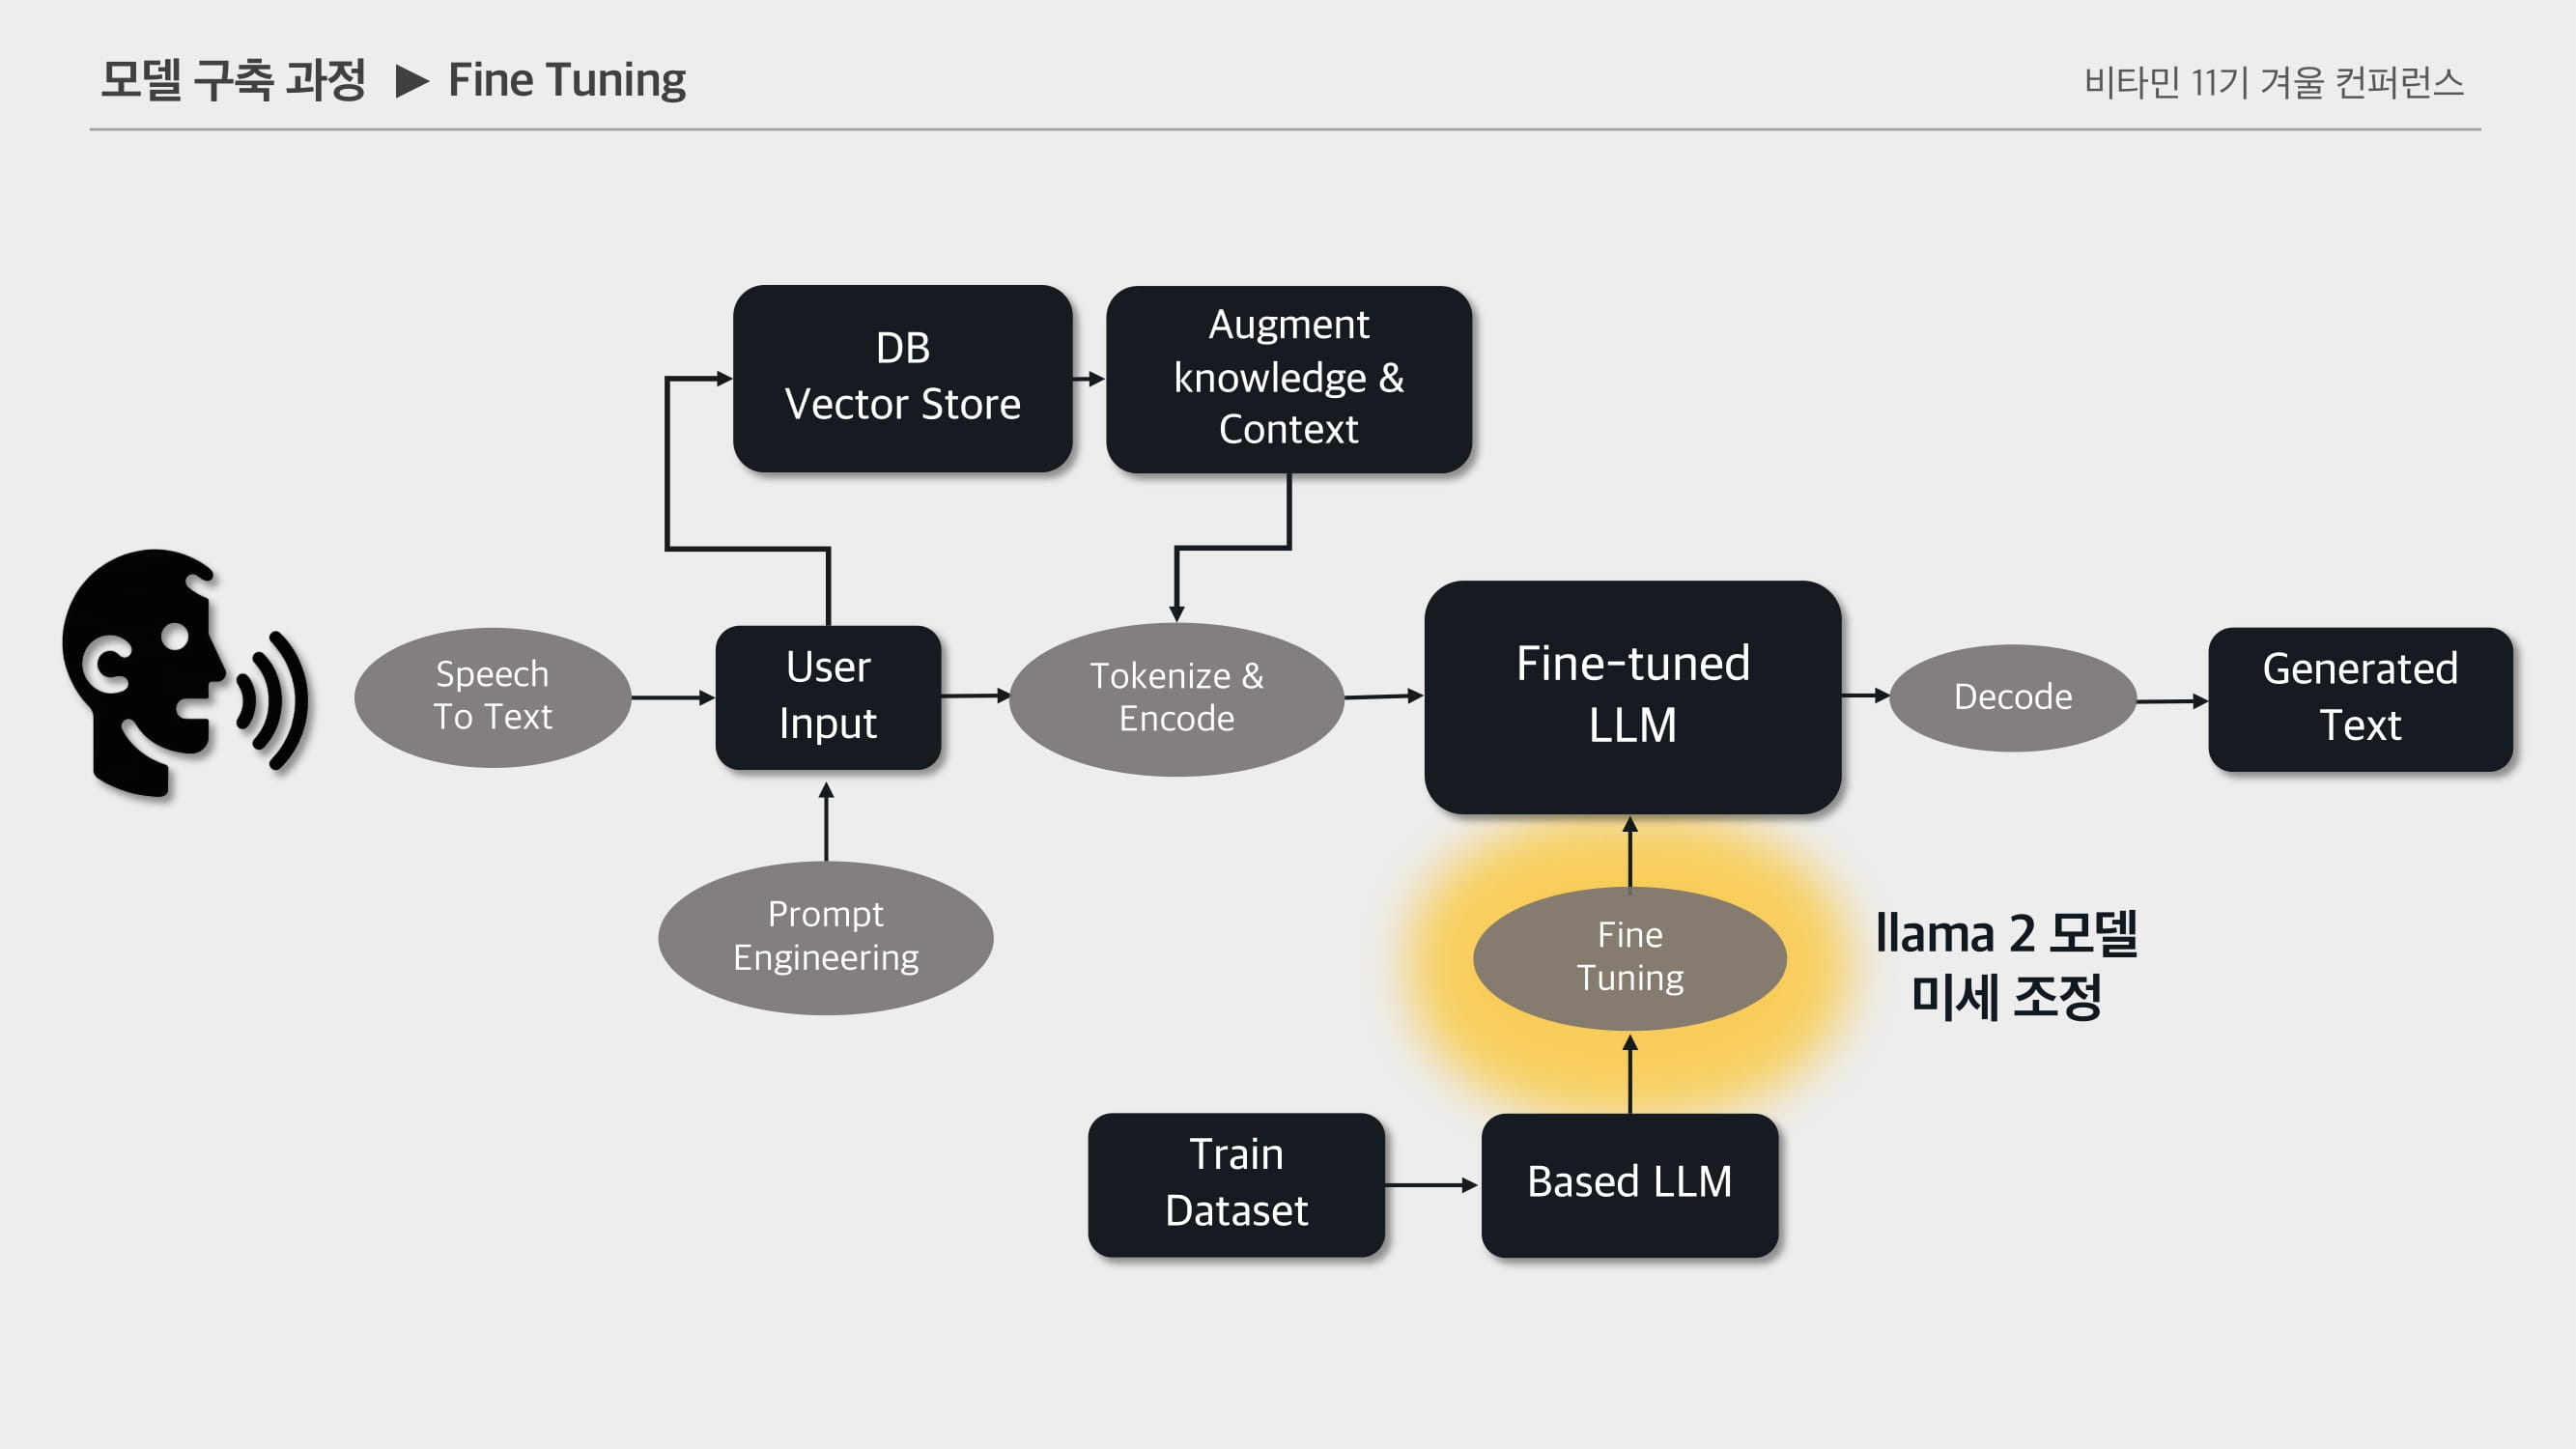 모델 구축 과정 ▶ Fine Tuning
비타민 11기 겨울 컨퍼런스
DB
Vector Store
Augment
knowledge &
Context
Speech
To Text
User
Input
Tokenize &
Encode
Fine-tuned
LLM
Decode
Generated
Text
Prompt
Engineering
Fine
Tuning
llama 2 모델
미세 조정
Train
Dataset
Based LLM